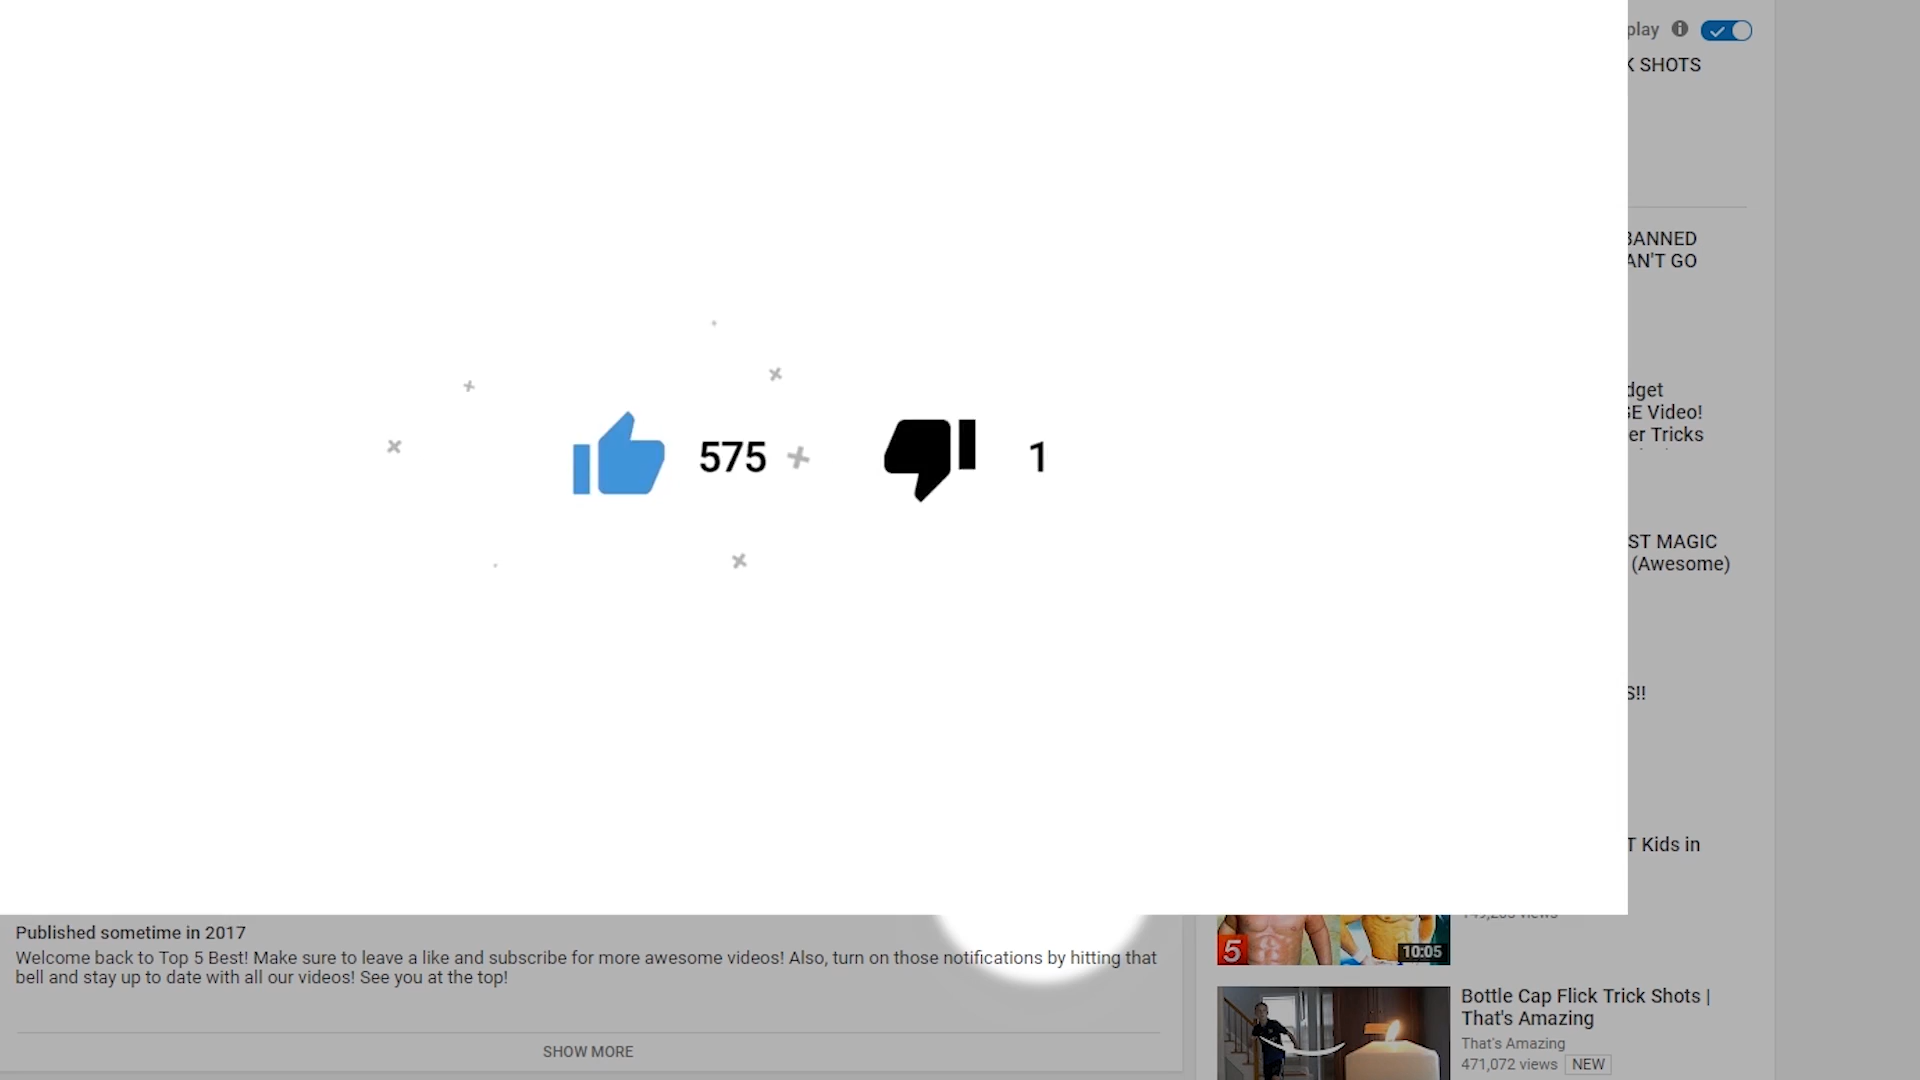 play
K SHOTS
BANNED
AN'T GO
dget
GE Video!
er Tricks
575
1
ST MAGIC
(Awesome)
S!!
T Kids in
views
5
10:05
Published sometime in 2017
Welcome back to Top 5 Best! Make sure to leave a like and subscribe for more awesome videos! Also, turn on those notifications by hitting that
bell and stay up to date with all our videos! See you at the top!
SHOW MORE
Bottle Cap Flick Trick Shots |
That's Amazing
That's Amazing
471,072 views NEW